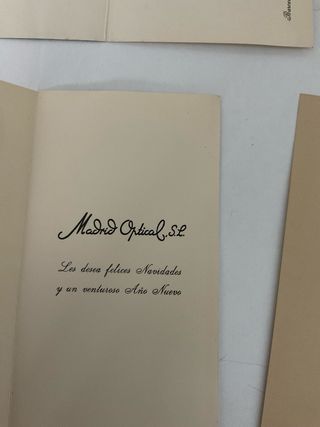 Madrid Optical, S.L.
Les desea felices Navidades
y un venturoso Año Nuevo